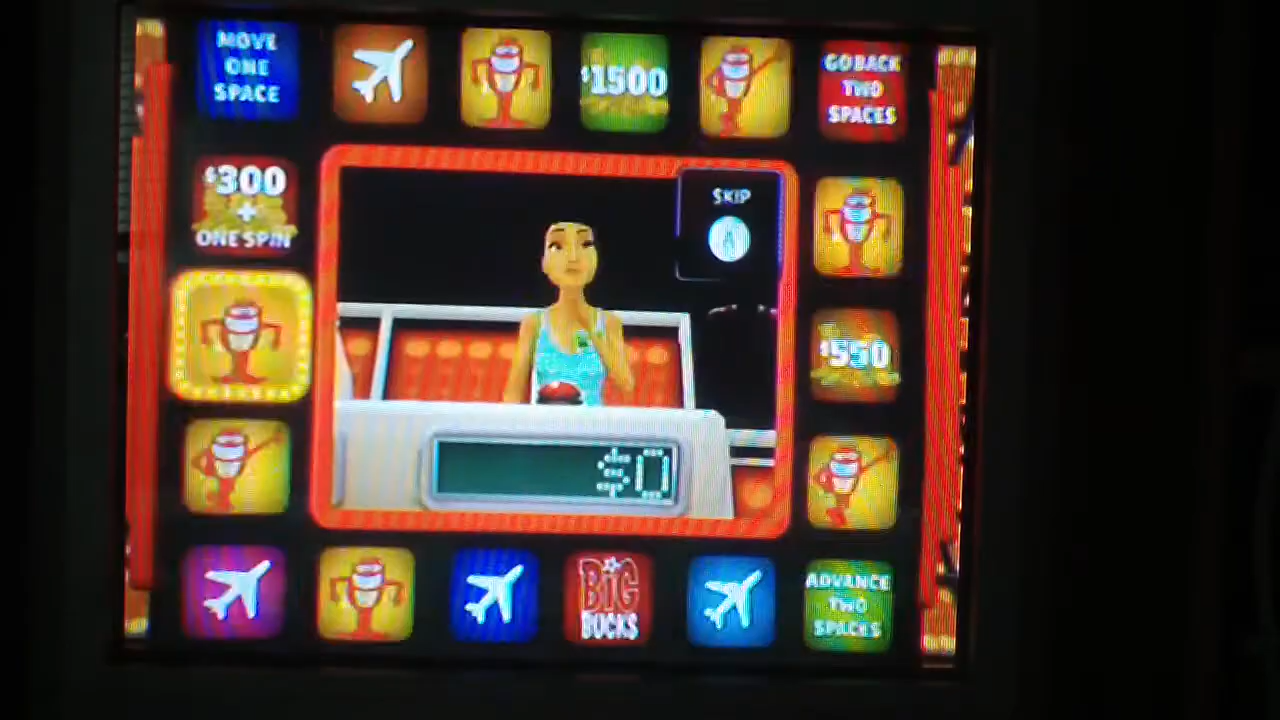 MOVE
ONE
SPACE
$1500
GO BACK
TWO
SPACES
$300
+
ONE SPIN
SKIP
A
$550
$0
BIG
BUCKS
ADVANCE
TWO
SPACES